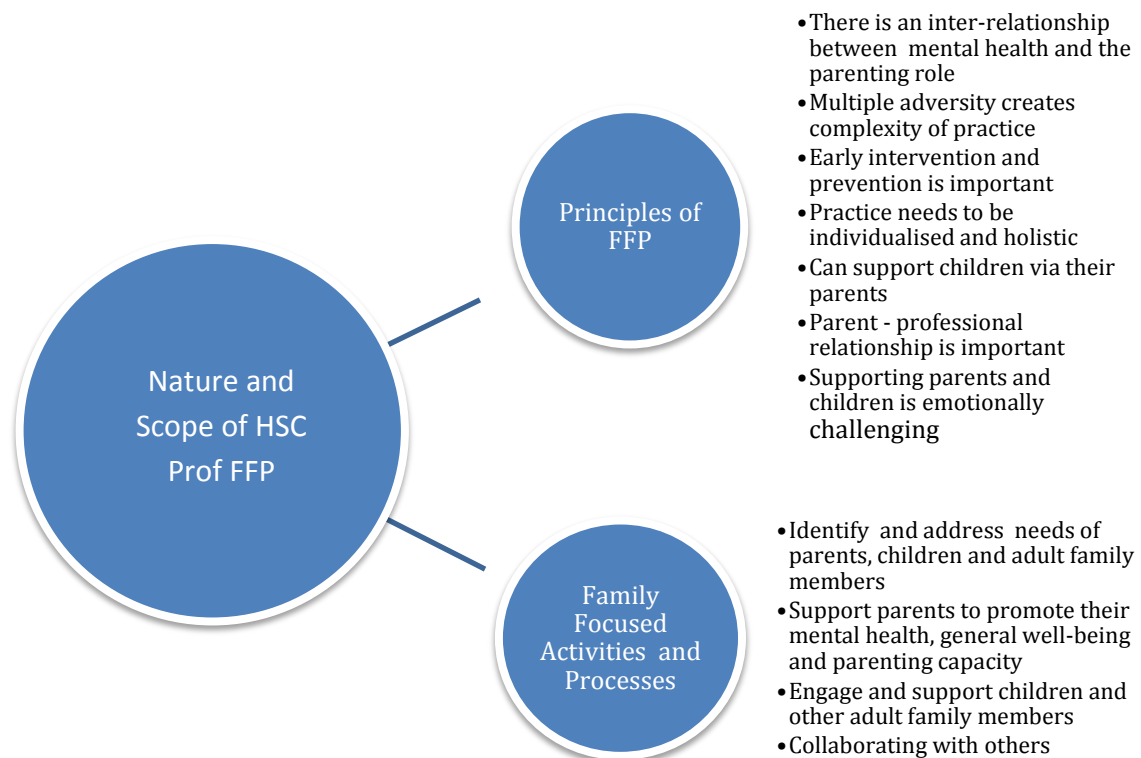 Nature and
Scope of HSC
Prof FFP
Principles of
FFP
•There is an inter-relationship
between  mental health and the
parenting role
•Multiple adversity creates
complexity of practice
•Early intervention and
prevention is important
•Practice needs to be
individualised and holistic
•Can support children via their
parents
•Parent - professional
relationship is important
•Supporting parents and
children is emotionally
challenging
Family
Focused
Activities  and
Processes
•Identify  and address  needs of
parents, children and adult family
members
•Support parents to promote their
mental health, general well-being
and parenting capacity
•Engage and support children and
other adult family members
•Collaborating with others